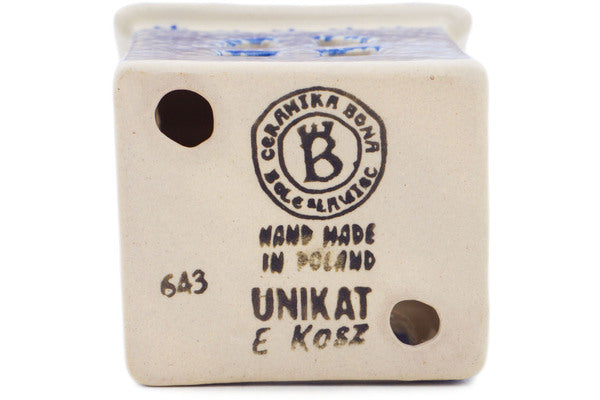 CERAMIKA BONA
B
BOLESŁAWIEC
HAND MADE
IN POLAND
643
UNIKAT
E KOSZ